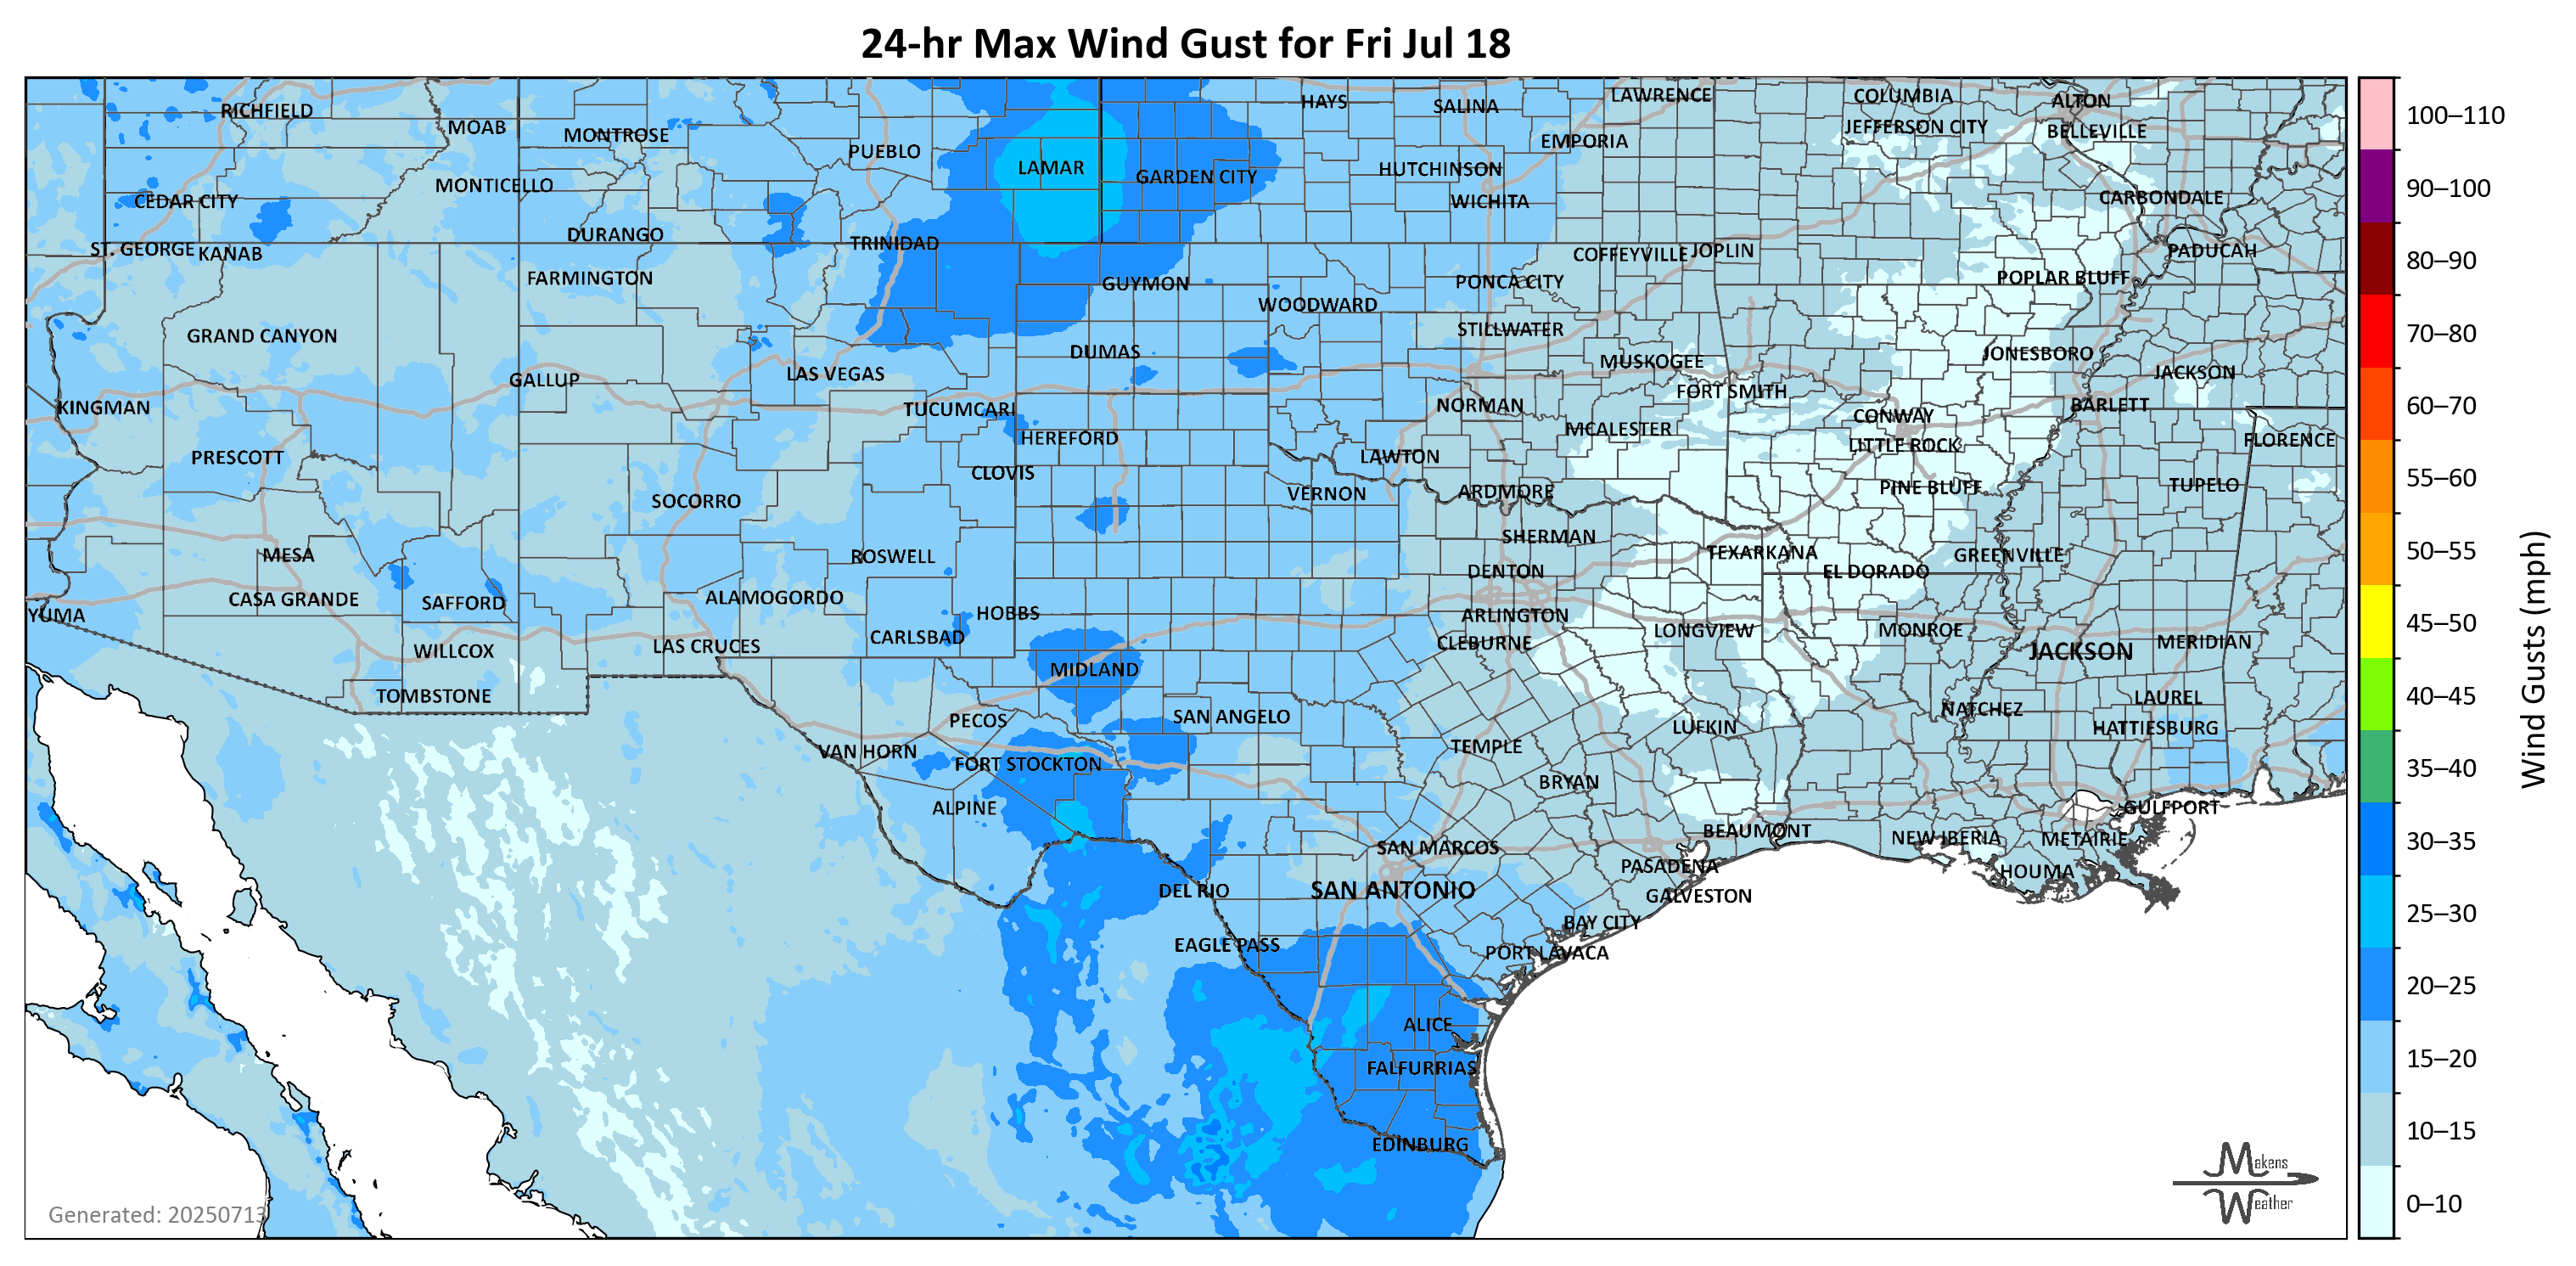 24-hr Max Wind Gust for Fri Jul 18
RICHFIELD
MOAB
MONTROSE
PUEBLO
LAMAR
GARDEN CITY
HAYS
SALINA
LAWRENCE
EMPORIA
HUTCHINSON
WICHITA
COLUMBIA
JEFFERSON CITY
ALTON
BELLEVILLE
CARBONDALE
MONTICELLO
CEDAR CITY
ST. GEORGE
KANAB
DURANGO
TRINIDAD
FARMINGTON
GUYMON
WOODWARD
PONCA CITY
COFFEYVILLE
JOPLIN
POPLAR BLUFF
PADUCAH
GRAND CANYON
STILLWATER
DUMAS
MUSKOGEE
JONESBORO
JACKSON
GALLUP
LAS VEGAS
FORT SMITH
KINGMAN
TUCUMCARI
NORMAN
CONWAY
BARLETT
HEREFORD
MCALESTER
LITTLE ROCK
FLORENCE
PRESCOTT
CLOVIS
LAWTON
SOCORRO
VERNON
ARDMORE
PINE BLUFF
TUPELO
MESA
ROSWELL
SHERMAN
TEXARKANA
GREENVILLE
DENTON
EL DORADO
CASA GRANDE
SAFFORD
ALAMOGORDO
HOBBS
YUMA
ARLINGTON
CARLSBAD
CLEBURNE
LONGVIEW
MONROE
JACKSON
MERIDIAN
WILLCOX
LAS CRUCES
MIDLAND
TOMBSTONE
PECOS
SAN ANGELO
NATCHEZ
LAUREL
HATTIESBURG
LUFKIN
VAN HORN
FORT STOCKTON
TEMPLE
BRYAN
ALPINE
GULFPORT
BEAUMONT
NEW IBERIA
METAIRIE
SAN MARCOS
PASADENA
HOUMA
DEL RIO
SAN ANTONIO
GALVESTON
BAY CITY
EAGLE PASS
PORT LAVACA
ALICE
FALFURRIAS
EDINBURG
Generated: 20250713
Makens
Weather
100–110
90–100
80–90
70–80
60–70
55–60
50–55
45–50
40–45
35–40
30–35
25–30
20–25
15–20
10–15
0–10
Wind Gusts (mph)